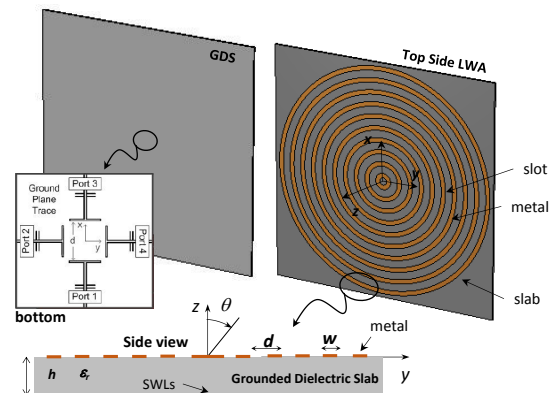 GDS
Top Side LWA
x
y
z
slot
metal
slab
Ground
Plane
Trace
Port 3
Port 2
x
d
y
Port 4
Port 1
bottom
z
θ
metal
Side view
d
w
y
h
εr
SWLs
Grounded Dielectric Slab